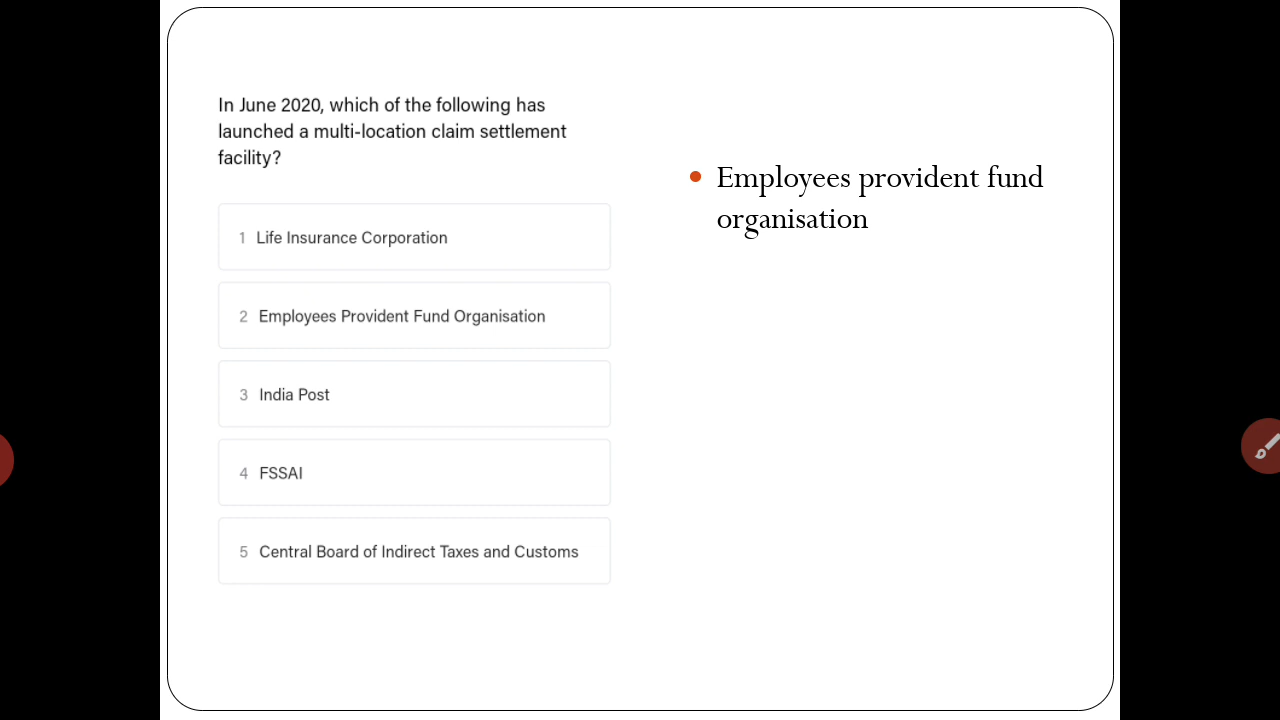 In June 2020, which of the following has
launched a multi-location claim settlement
facility?
1 Life Insurance Corporation
2 Employees Provident Fund Organisation
3 India Post
4 FSSAI
5 Central Board of Indirect Taxes and Customs
Employees provident fund
organisation